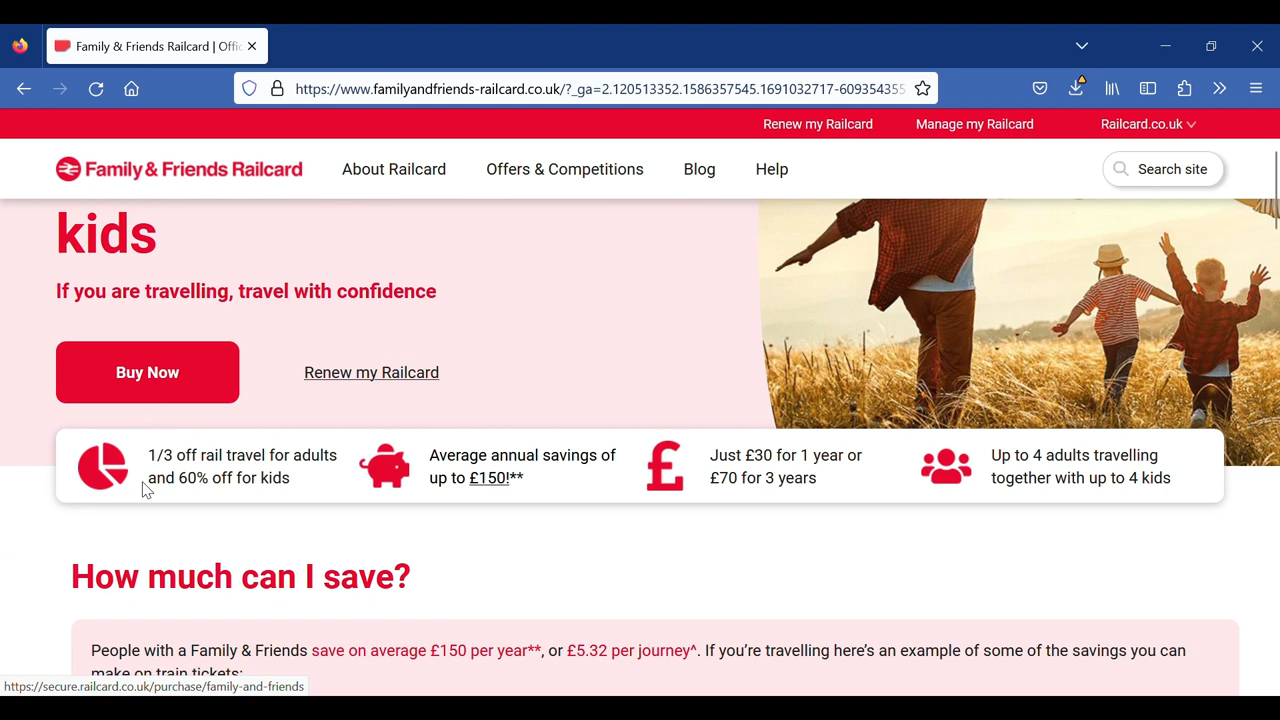 Family & Friends Railcard | Offic
https://www.familyandfriends-railcard.co.uk/?_ga=2.120513352.1586357545.1691032717-609354355
Renew my Railcard
Manage my Railcard
Railcard.co.uk
Family & Friends Railcard
About Railcard
Offers & Competitions
Blog
Help
Search site
kids
If you are travelling, travel with confidence
Buy Now
Renew my Railcard
1/3 off rail travel for adults
and 60% off for kids
Average annual savings of
up to £150!**
Just £30 for 1 year or
£70 for 3 years
Up to 4 adults travelling
together with up to 4 kids
How much can I save?
People with a Family & Friends save on average £150 per year**, or £5.32 per journey^. If you’re travelling here’s an example of some of the savings you can
make on train tickets:
https://secure.railcard.co.uk/purchase/family-and-friends